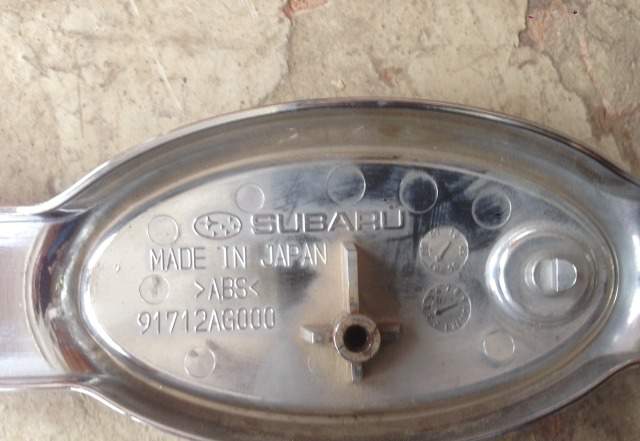 SUBARU
MADE IN JAPAN
>ABS<
91712AG000